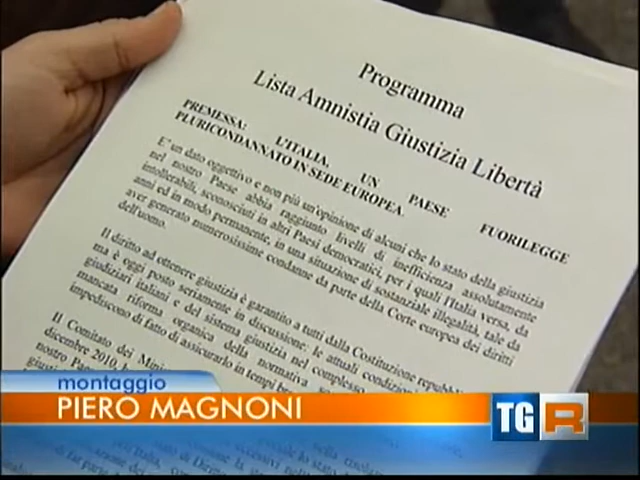 Programma
Lista Amnistia Giustizia Libertà
PREMESSA: L'ITALIA, UN PAESE FUORILEGGE
PLURICONDANNATO IN SEDE EUROPEA.
E' un dato oggettivo e non più un'opinione di alcuni che lo stato della giustizia
nel nostro Paese abbia raggiunto livelli di inefficienza assolutamente
intollerabili, sconosciuti in altri Paesi democratici, per i quali l'Italia versa, da
anni ed in modo permanente, in una situazione di sostanziale illegalità, tale da
aver generato numerosissime condanne da parte della Corte europea dei diritti
dell'uomo.
Il diritto ad ottenere giustizia è garantito a tutti dalla Costituzione
ma è oggi posto seriamente in discussione: le attuali
giudiziari italiani e del sistema giustizia nel complesso
mancata riforma organica della normativa
impediscono di fatto di assicurarlo in tempi
Il Comitato dei
dicembre 2010,
nostro
montaggio
PIERO MAGNONI
TGR